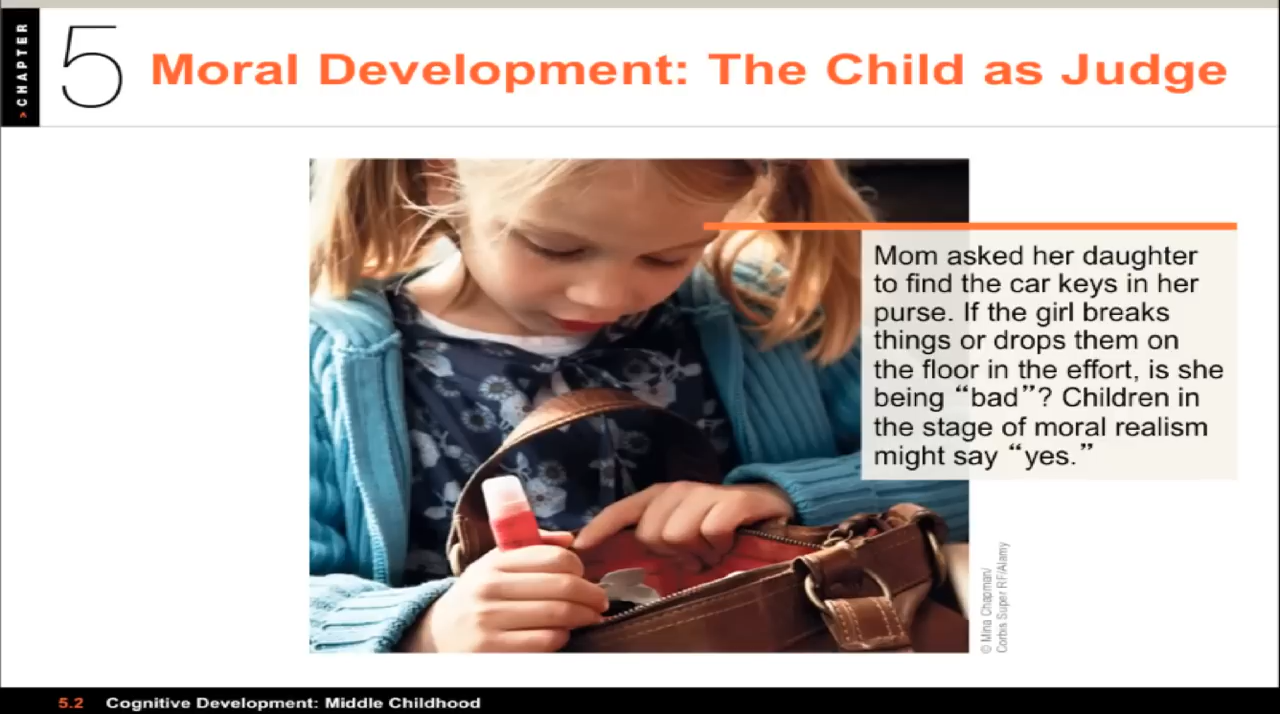 > CHAPTER
5
Moral Development: The Child as Judge
Mom asked her daughter
to find the car keys in her
purse. If the girl breaks
things or drops them on
the floor in the effort, is she
being “bad”? Children in
the stage of moral realism
might say “yes.”
© Mina Chapman/
Corbis Super RF/Alamy
5.2 Cognitive Development: Middle Childhood